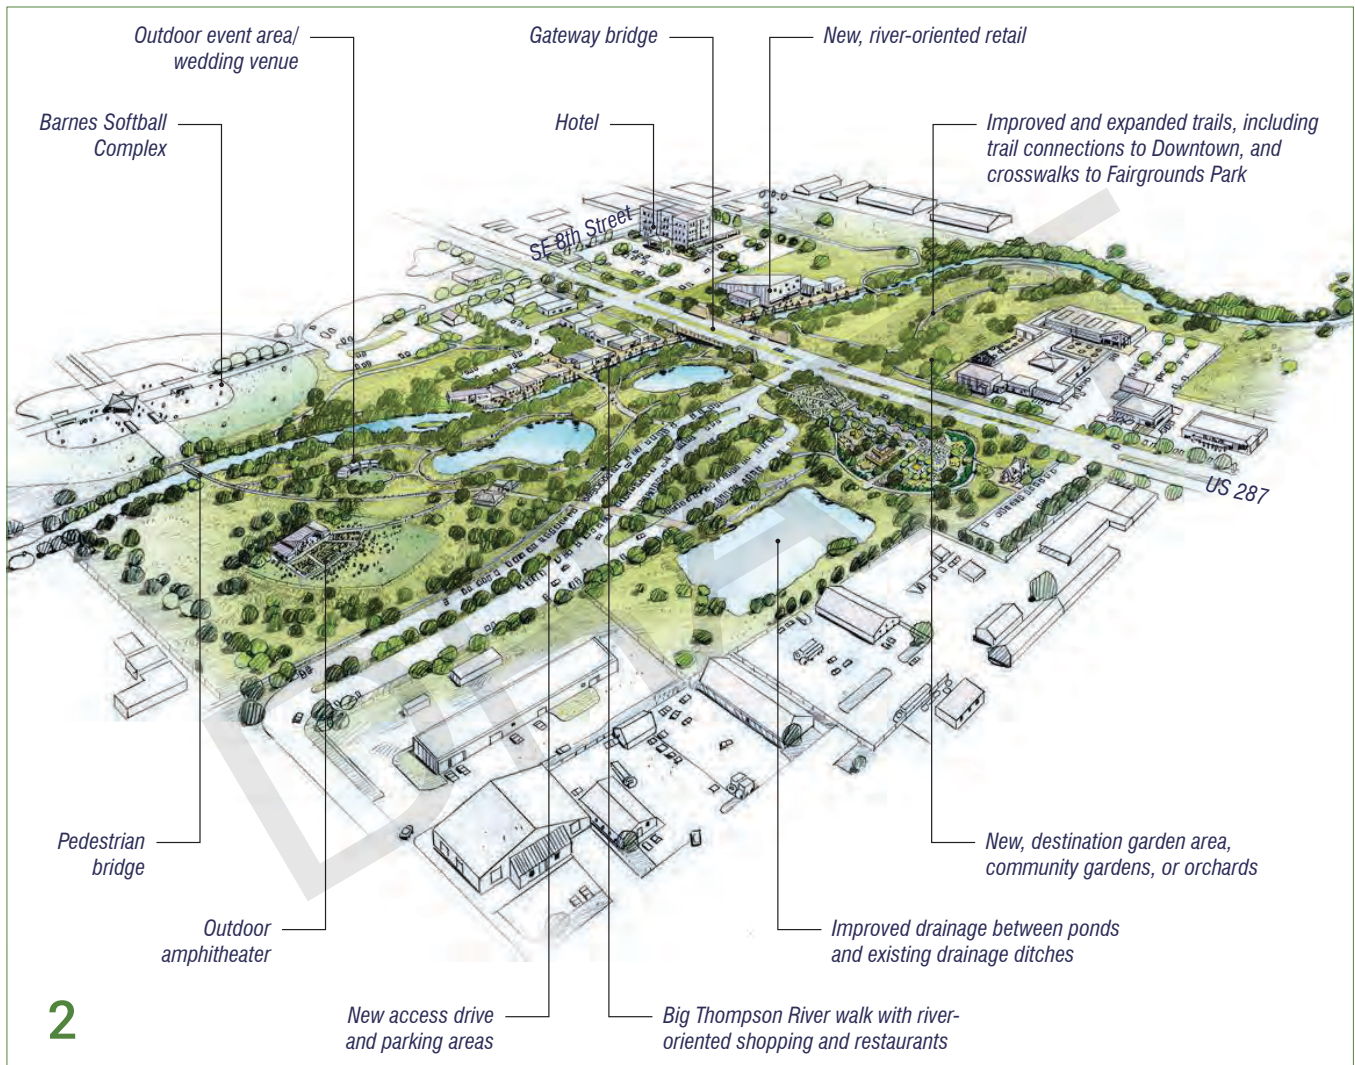 Outdoor event area/
wedding venue
Gateway bridge
New, river-oriented retail
Barnes Softball
Complex
Hotel
Improved and expanded trails, including
trail connections to Downtown, and
crosswalks to Fairgrounds Park
SE 8th Street
US 287
DRAFT
Pedestrian
bridge
New, destination garden area,
community gardens, or orchards
Outdoor
amphitheater
Improved drainage between ponds
and existing drainage ditches
2
New access drive
and parking areas
Big Thompson River walk with river-
oriented shopping and restaurants